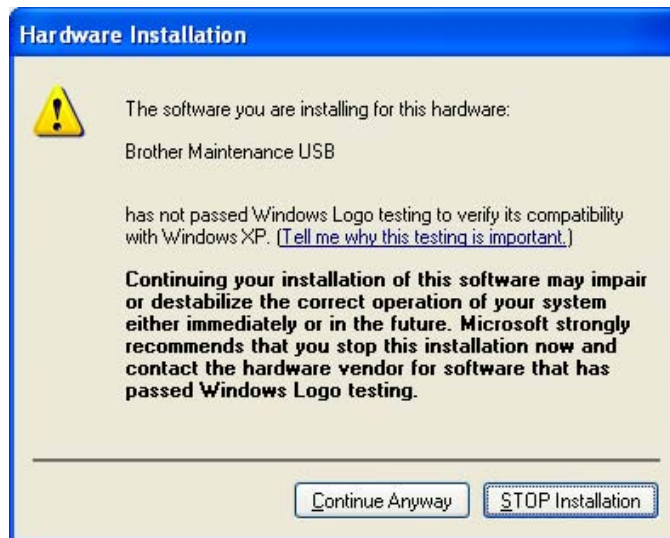 Hardware Installation
The software you are installing for this hardware:
Brother Maintenance USB
has not passed Windows Logo testing to verify its compatibility
with Windows XP. (Tell me why this testing is important.)
Continuing your installation of this software may impair
or destabilize the correct operation of your system
either immediately or in the future. Microsoft strongly
recommends that you stop this installation now and
contact the hardware vendor for software that has
passed Windows Logo testing.
Continue Anyway STOP Installation